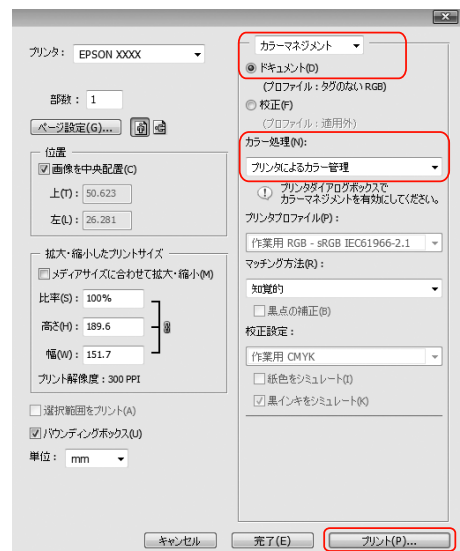 プリンタ： EPSON XXXX
部数： 1
ページ設定(G)...
位置
画像を中央配置(C)
上(T)： 50.623
左(L)： 26.281
拡大・縮小したプリントサイズ
メディアサイズに合わせて拡大・縮小(M)
比率(S)： 100%
高さ(H)： 189.6
幅(W)： 151.7
プリント解像度：300 PPI
選択範囲をプリント(A)
バウンディングボックス(U)
単位： mm
カラーマネジメント
ドキュメント(D)
(プロファイル：タグのない RGB)
校正(F)
(プロファイル：適用外)
カラー処理(N)：
プリンタによるカラー管理
プリンタダイアログボックスで
カラーマネジメントを有効にしてください。
プリンタプロファイル(P)：
作業用 RGB - sRGB IEC61966-2.1
マッチング方法(R)：
知覚的
黒点の補正(B)
校正設定：
作業用 CMYK
紙色をシミュレート(I)
黒インキをシミュレート(K)
キャンセル
完了(E)
プリント(P)...